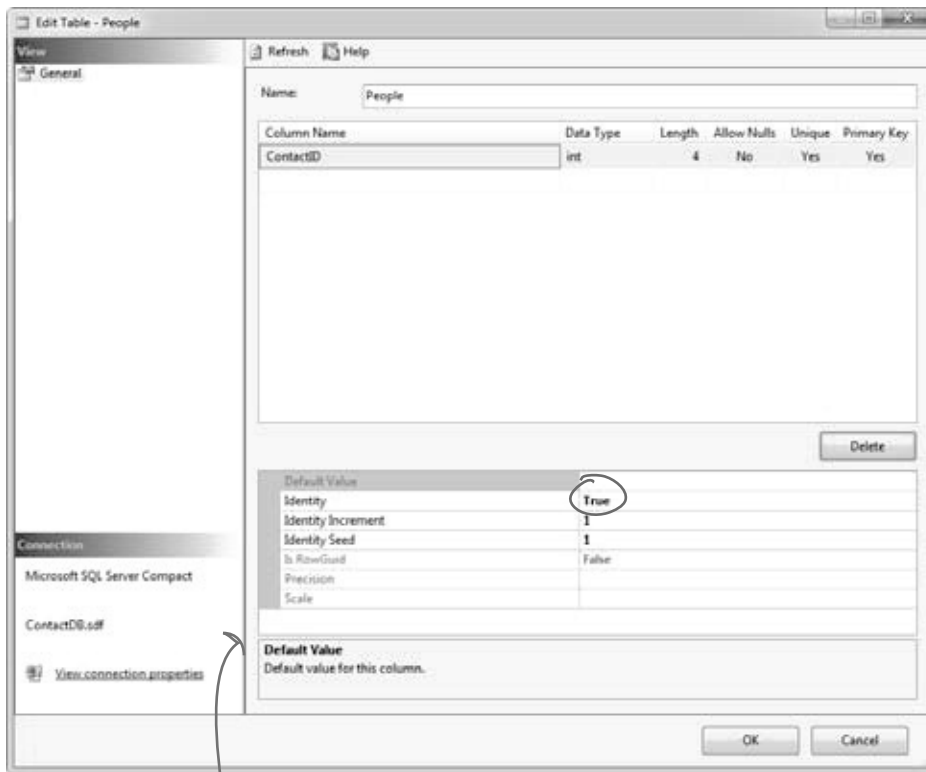 Edit Table - People
View
General
Refresh Help
Name: People
Column Name Data Type Length Allow Nulls Unique Primary Key
ContactID int 4 No Yes Yes
Delete
Default Value
Identity True
Identity Increment 1
Identity Seed 1
Is RowGuid False
Precision
Scale
Default Value
Default value for this column.
Connection
Microsoft SQL Server Compact
ContactDB.sdf
View connection properties
OK Cancel